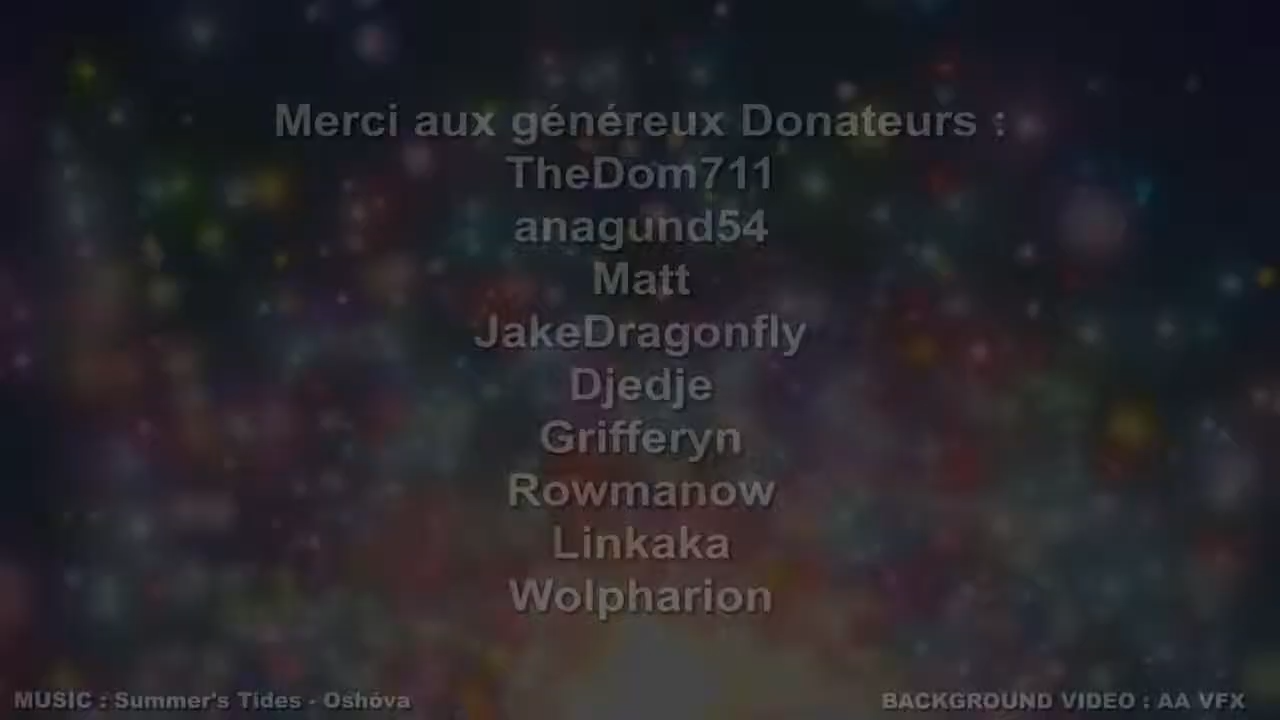 Merci aux généreux Donateurs :
TheDom711
anagund54
Matt
JakeDragonfly
Djedje
Grifferyn
Rowmanow
Linkaka
Wolpharion
MUSIC : Summer's Tides - Oshóva
BACKGROUND VIDEO : AA VFX